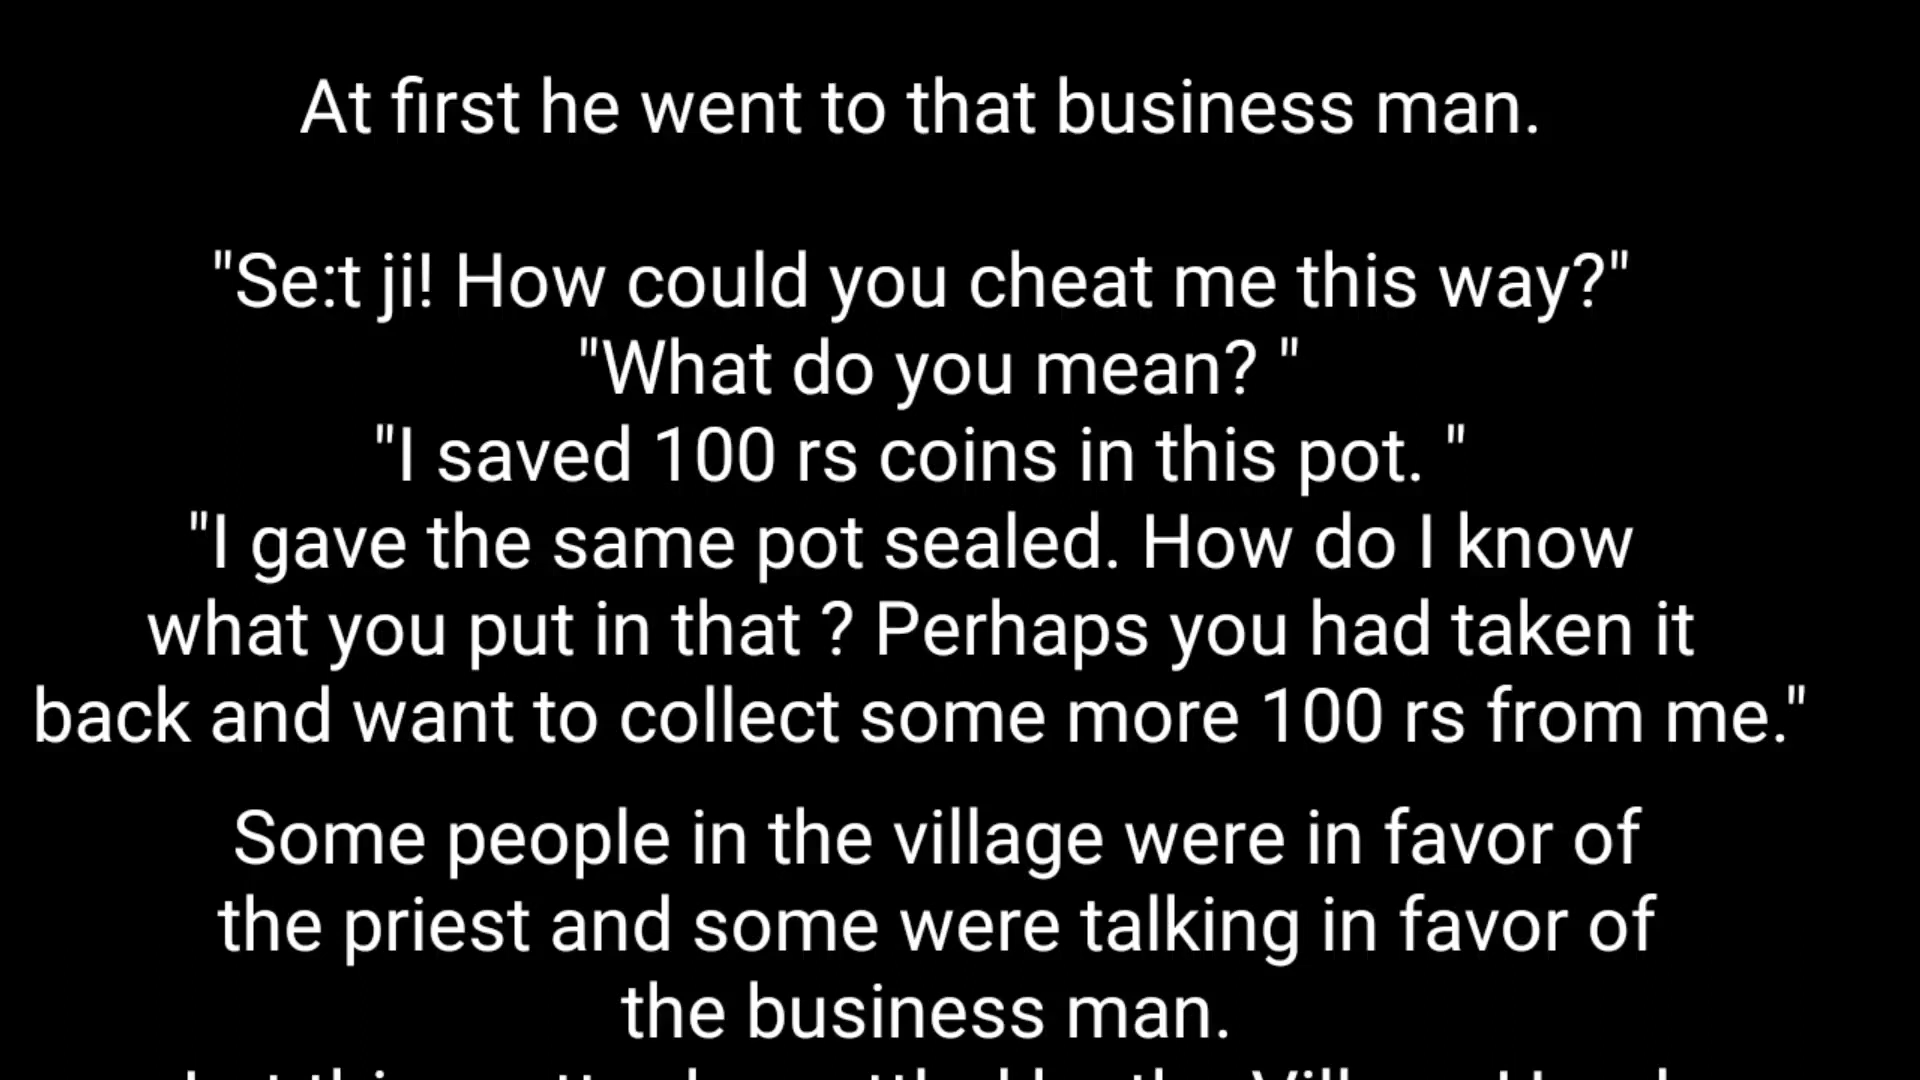 At first he went to that business man.
"Se:t ji! How could you cheat me this way?"
"What do you mean? "
"I saved 100 rs coins in this pot. "
"I gave the same pot sealed. How do I know
what you put in that ? Perhaps you had taken it
back and want to collect some more 100 rs from me."
Some people in the village were in favor of
the priest and some were talking in favor of
the business man.